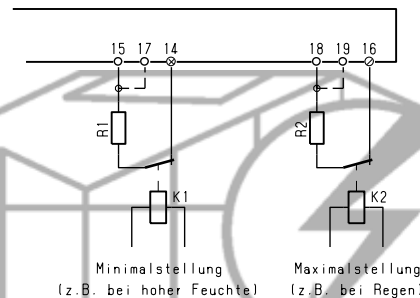 15 17 14 18 19 16
R1 R2
K1 K2
Minimalstellung Maximalstellung
(z.B. bei hoher Feuchte) (z.B. bei Regen)